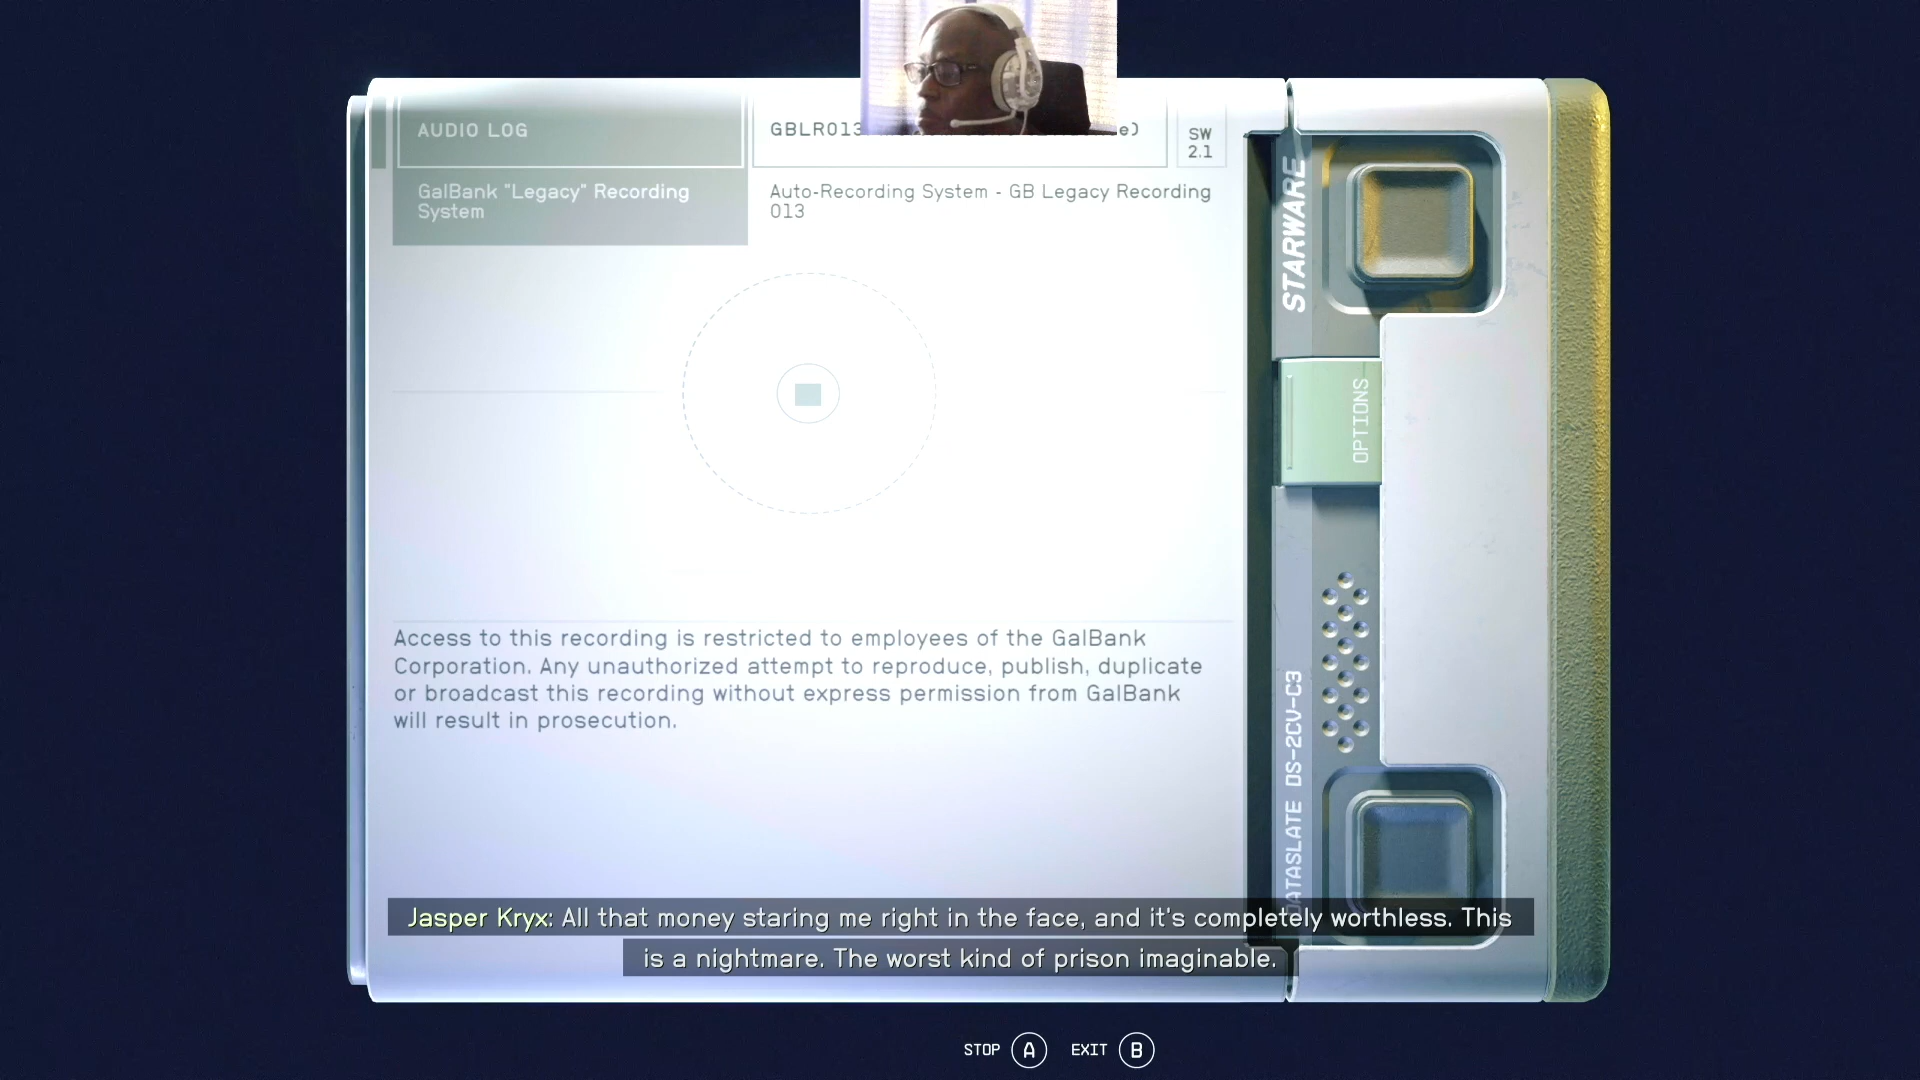 AUDIO LOG
GBLR013
e)
SW
2.1
GalBank "Legacy" Recording
System
Auto-Recording System - GB Legacy Recording
013
STARWARE
OPTIONS
Access to this recording is restricted to employees of the GalBank
Corporation. Any unauthorized attempt to reproduce, publish, duplicate
or broadcast this recording without express permission from GalBank
will result in prosecution.
DATASLATE DS-2CV-C3
Jasper Kryx: All that money staring me right in the face, and it's completely worthless. This
is a nightmare. The worst kind of prison imaginable.
STOP A EXIT B